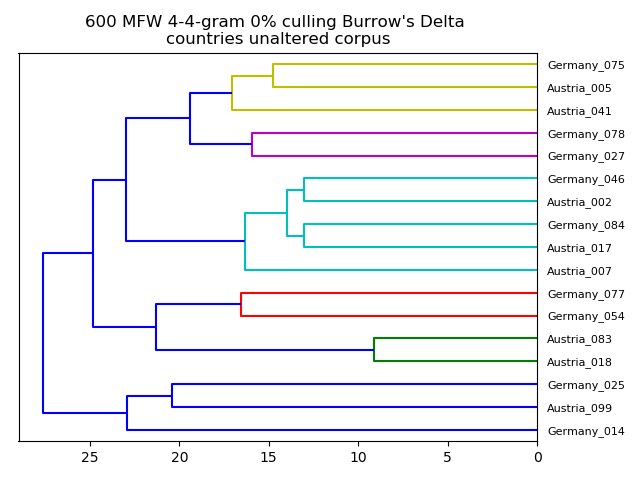 600 MFW 4-4-gram 0% culling Burrow's Delta
countries unaltered corpus
Germany_075
Austria_005
Austria_041
Germany_078
Germany_027
Germany_046
Austria_002
Germany_084
Austria_017
Austria_007
Germany_077
Germany_054
Austria_083
Austria_018
Germany_025
Austria_099
Germany_014
25 20 15 10 5 0